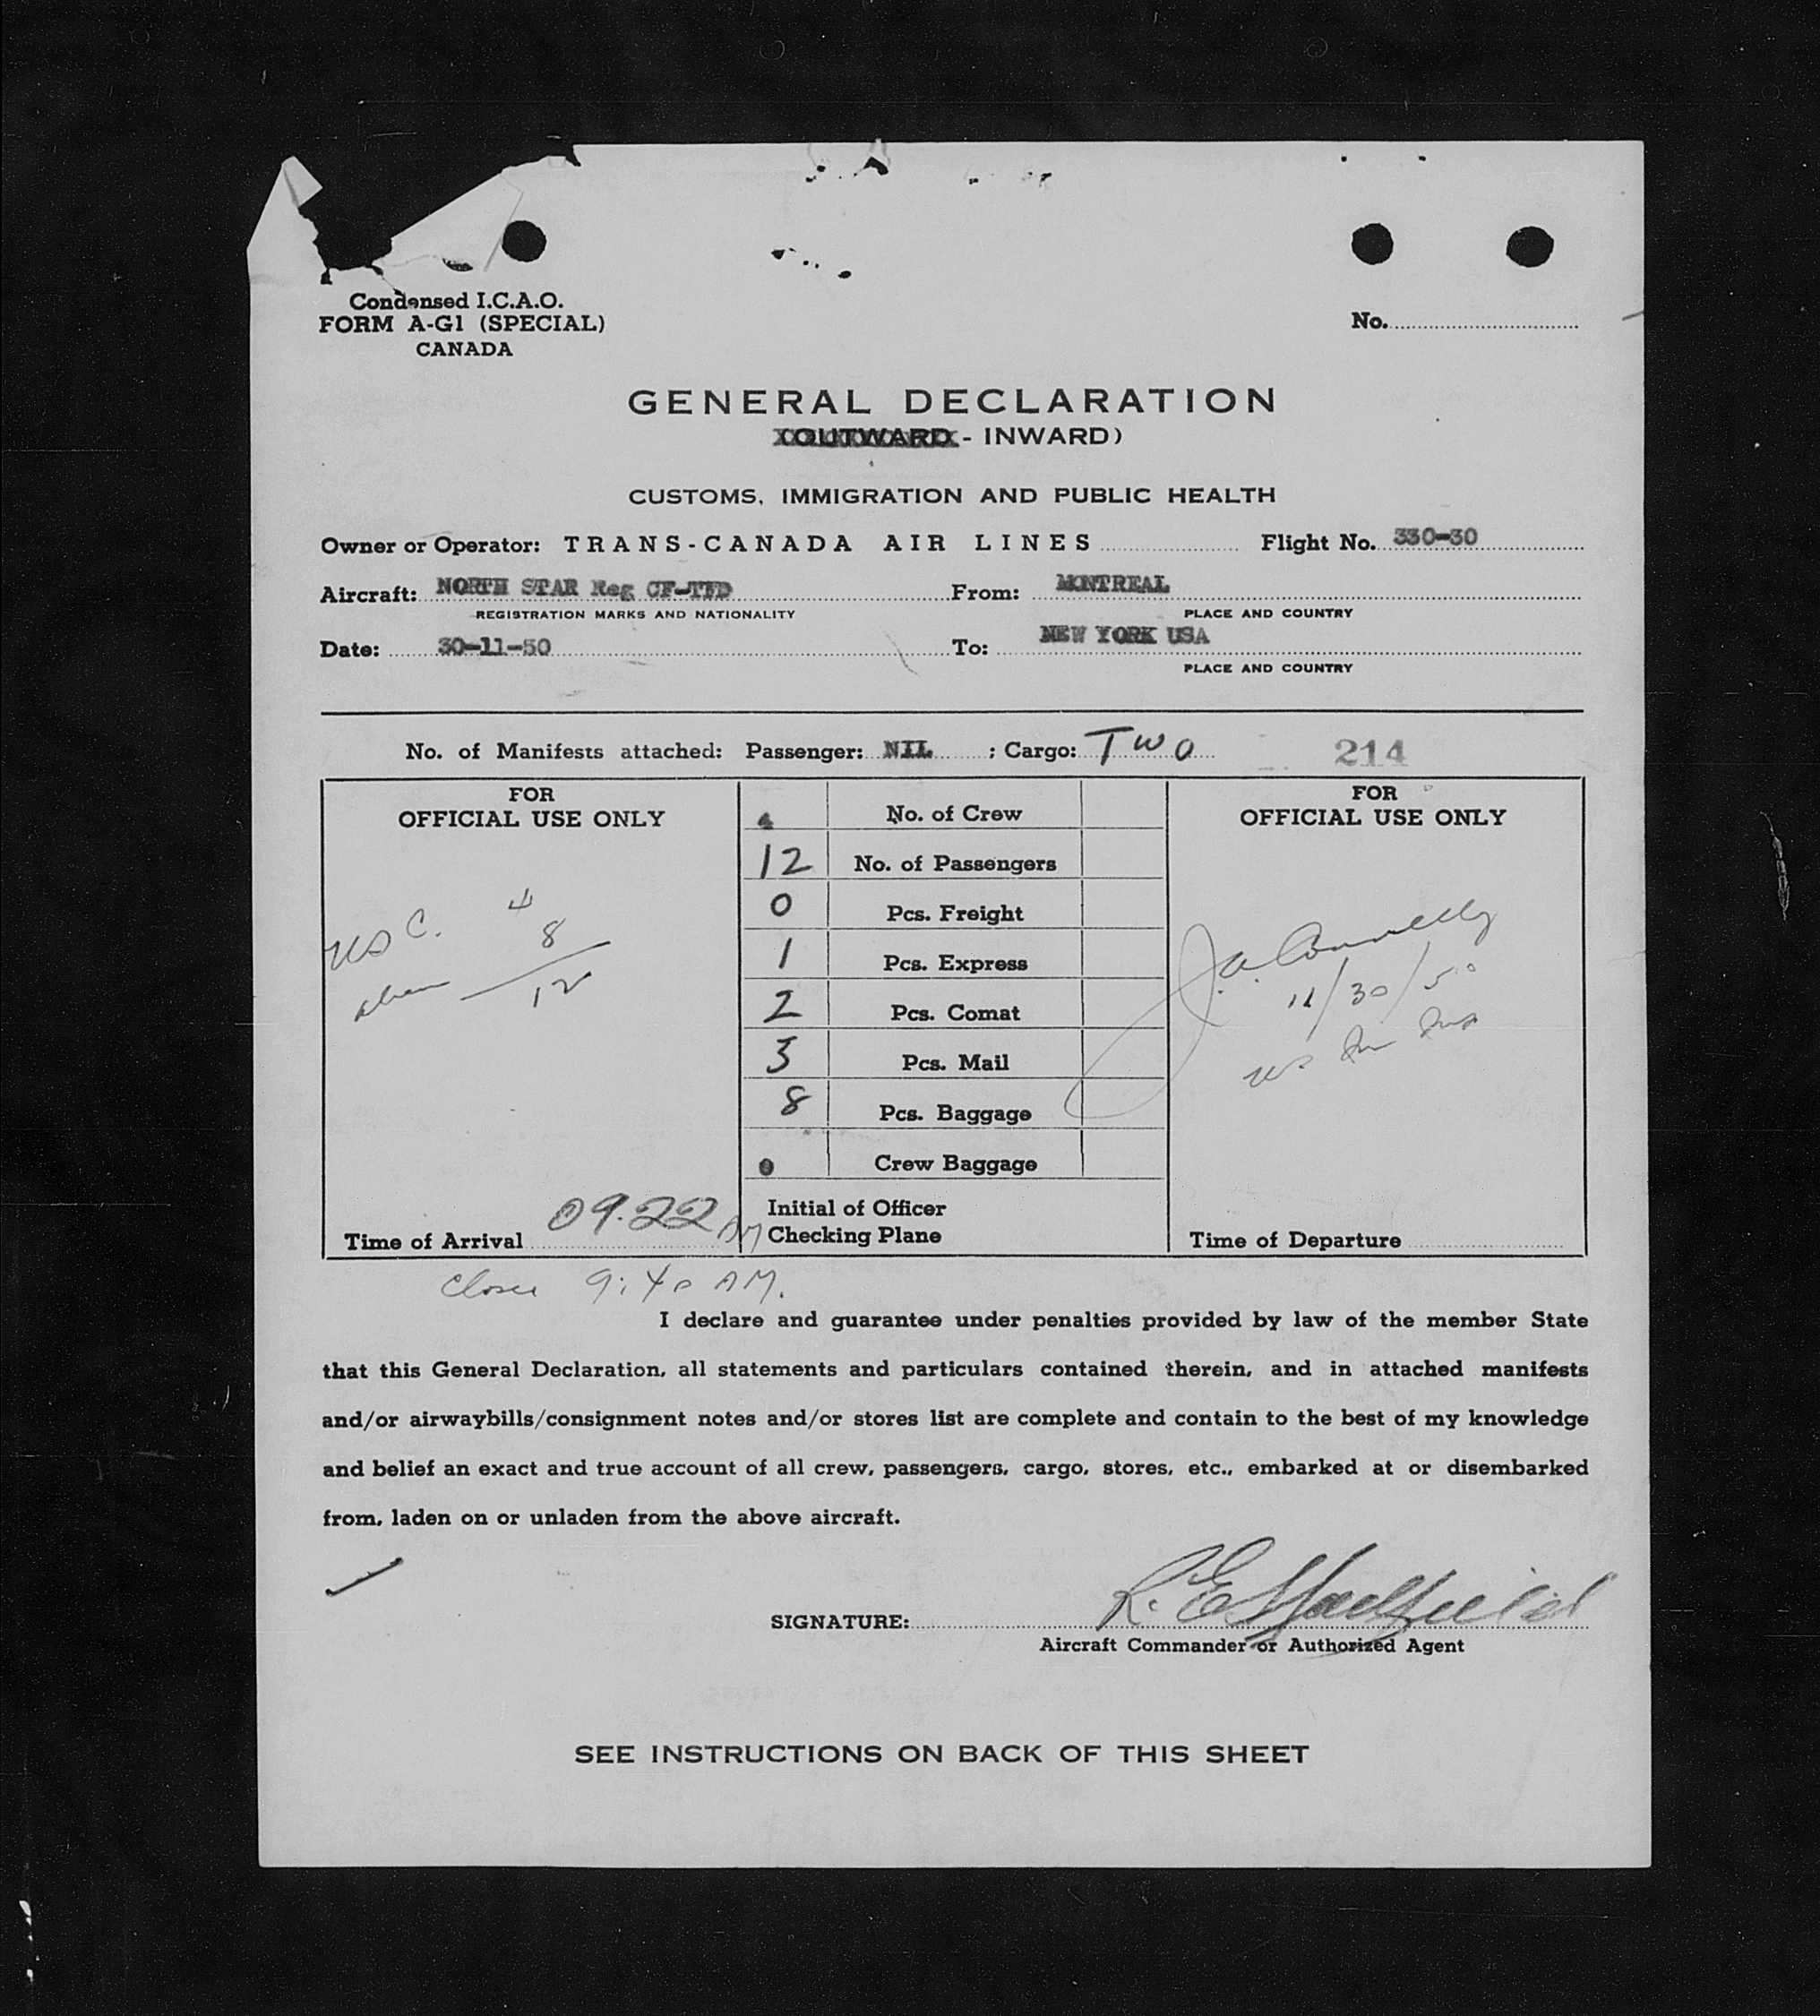 Condensed I.C.A.O.
FORM A-G1 (SPECIAL)
CANADA
No.
GENERAL DECLARATION
(OUTWARD - INWARD)
CUSTOMS, IMMIGRATION AND PUBLIC HEALTH
Owner or Operator: TRANS-CANADA AIR LINES Flight No. 330-30
Aircraft: NORTH STAR Reg From: MONTREAL
REGISTRATION MARKS AND NATIONALITY PLACE AND COUNTRY
Date: 30-11-50 To: NEW YORK USA
PLACE AND COUNTRY
No. of Manifests attached: Passenger: NIL ; Cargo: TWO 214
FOR
OFFICIAL USE ONLY
USC. 4
8
12
Time of Arrival 09.22 AM
No. of Crew
12 No. of Passengers
0 Pcs. Freight
1 Pcs. Express
2 Pcs. Comat
3 Pcs. Mail
8 Pcs. Baggage
0 Crew Baggage
Initial of Officer
Checking Plane
FOR
OFFICIAL USE ONLY
J.A. Connelly
11/30/50
Time of Departure
Close 9:40 AM.
I declare and guarantee under penalties provided by law of the member State
that this General Declaration, all statements and particulars contained therein, and in attached manifests
and/or airwaybills/consignment notes and/or stores list are complete and contain to the best of my knowledge
and belief an exact and true account of all crew, passengers, cargo, stores, etc., embarked at or disembarked
from, laden on or unladen from the above aircraft.
SIGNATURE: R. E.
Aircraft Commander or Authorized Agent
SEE INSTRUCTIONS ON BACK OF THIS SHEET